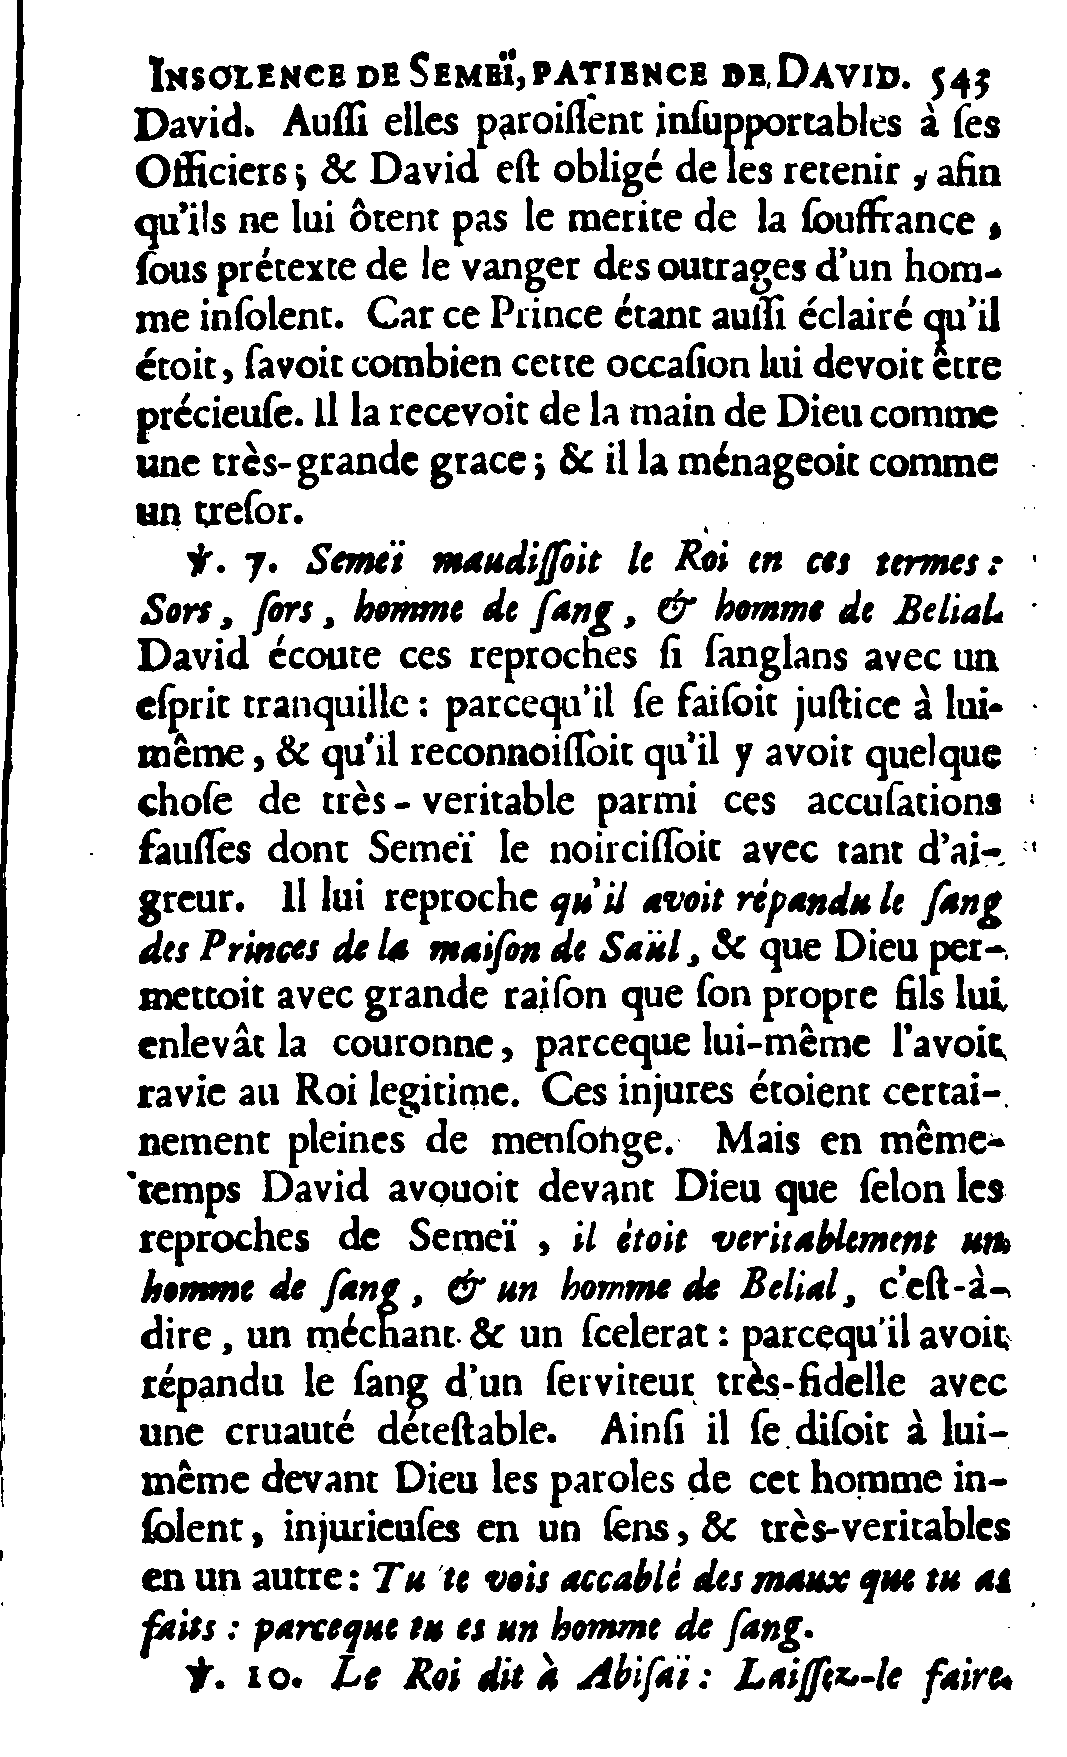 INSOLENCE DE SEMEÏ, PATIENCE DE DAVID. 543
David. Auſſi elles paroiſſent inſupportables à ſes
Officiers; & David eſt obligé de les retenir, afin
qu'ils ne lui ôtent pas le merite de la ſouffrance,
ſous prétexte de le vanger des outrages d'un hom-
me inſolent. Car ce Prince étant auſſi éclairé qu'il
étoit, ſavoit combien cette occaſion lui devoit être
précieuſe. Il la recevoit de la main de Dieu comme
une très-grande grace; & il la ménageoit comme
un treſor.
℣. 7. Semeï maudiſſoit le Roi en ces termes:
Sors, ſors, homme de ſang, & homme de Belial.
David écoute ces reproches ſi ſanglans avec un
eſprit tranquille: parcequ'il ſe faiſoit juſtice à lui-
même, & qu'il reconnoiſſoit qu'il y avoit quelque
choſe de très-veritable parmi ces accuſations
fauſſes dont Semeï le noirciſſoit avec tant d'ai-
greur. Il lui reproche qu'il avoit répandu le ſang
des Princes de la maiſon de Saül, & que Dieu per-
mettoit avec grande raiſon que ſon propre fils lui
enlevât la couronne, parceque lui-même l'avoit
ravie au Roi legitime. Ces injures étoient certai-
nement pleines de menſonge. Mais en même-
temps David avouoit devant Dieu que ſelon les
reproches de Semeï, il étoit veritablement un
homme de ſang, & un homme de Belial, c'eſt-à-
dire, un méchant & un ſcelerat: parcequ'il avoit
répandu le ſang d'un ſerviteur très-fidelle avec
une cruauté déteſtable. Ainſi il ſe diſoit à lui-
même devant Dieu les paroles de cet homme in-
ſolent, injurieuſes en un ſens, & très-veritables
en un autre: Tu te vois accablé des maux que tu as
faits: parceque tu es un homme de ſang.
℣. 10. Le Roi dit à Abiſaï: Laiſſez-le faire